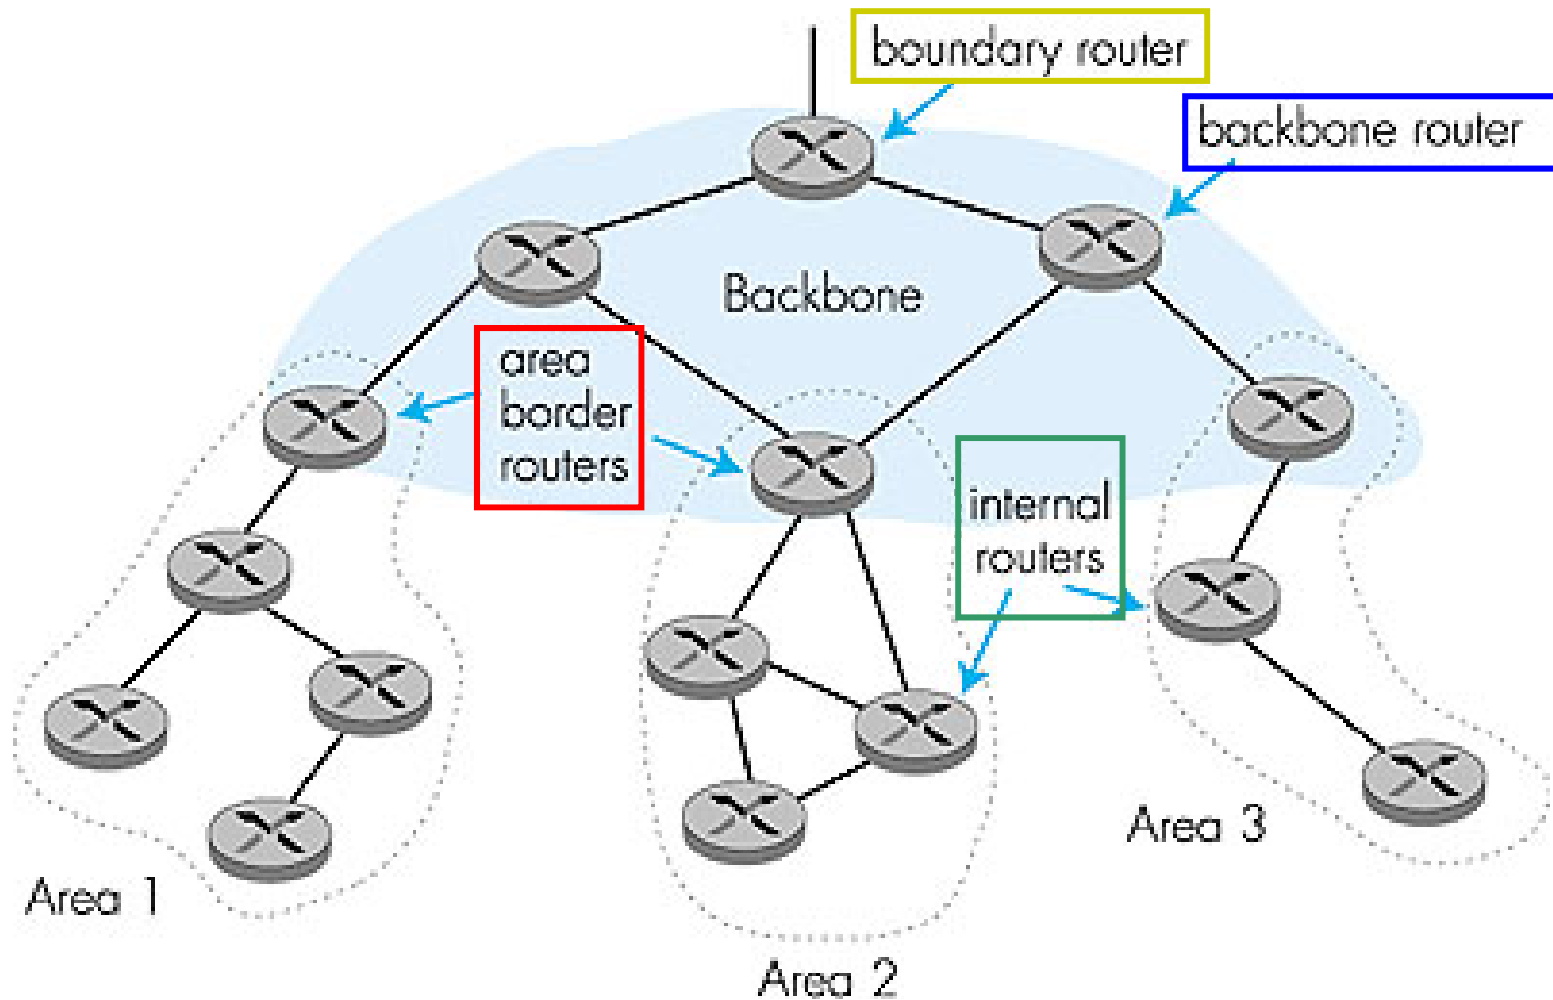 boundary router
backbone router
Backbone
area
border
routers
internal
routers
Area 3
Area 1
Area 2